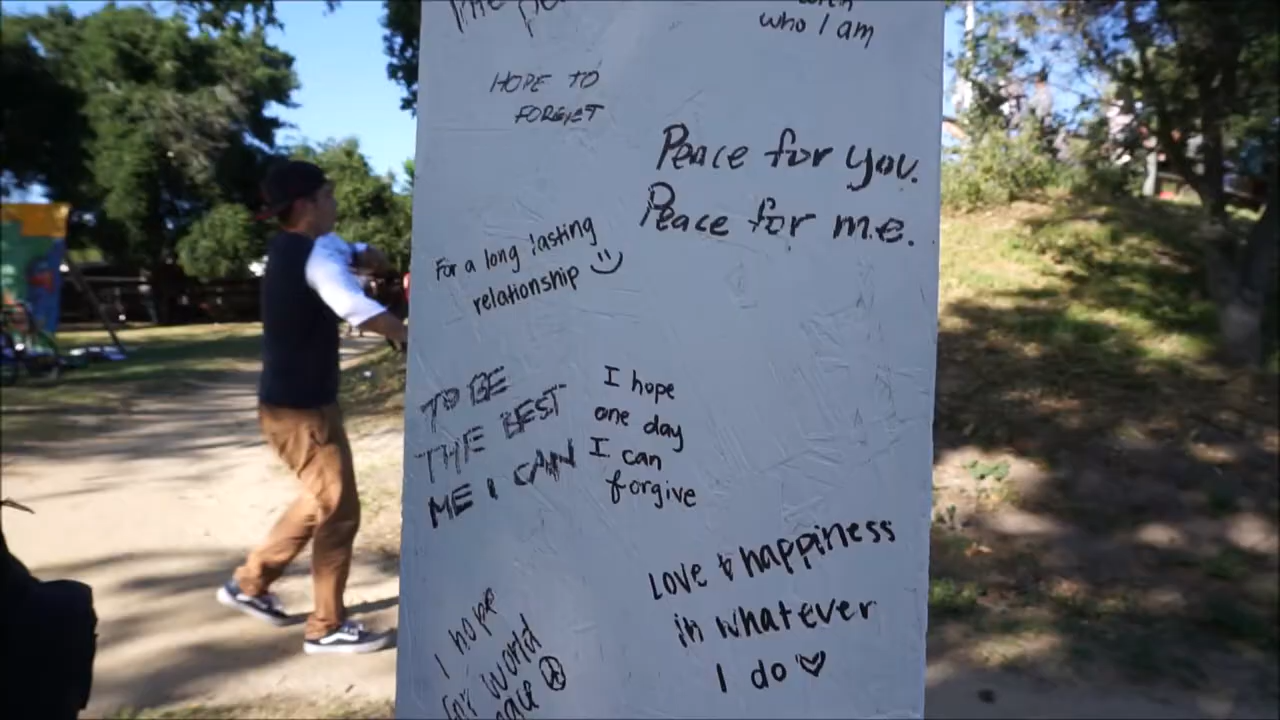 who I am
HOPE TO
FORGET
Peace for you.
Peace for me.
For a long lasting
relationship :)
TO BE
THE BEST
ME I CAN
I hope
one day
I can
forgive
Love & happiness
in whatever
I do ♡
I hope
for world